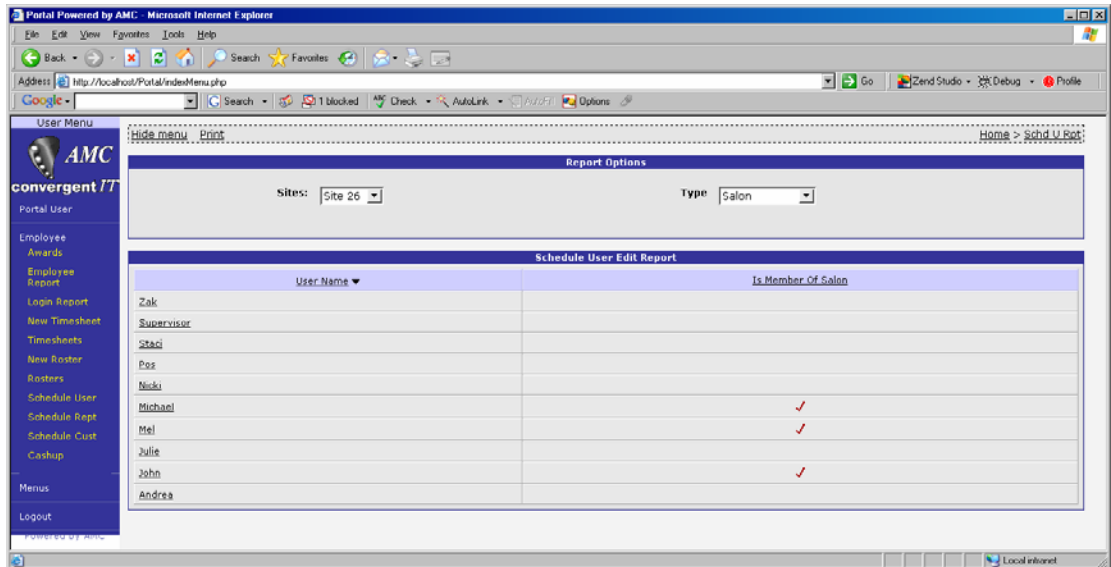 Portal Powered by AMC - Microsoft Internet Explorer
File Edit View Favorites Tools Help
Back Search Favorites
Address http://localhost/Portal/indexMenu.php Go Zend Studio Debug Profile
Google Search 1 blocked ABC Check AutoLink AutoFill Options
User Menu
Hide menu Print Home > Schd U Rpt
AMC
convergent IT
Report Options
Sites: Site 26 Type Salon
Portal User
Employee
Awards
Employee Report
Login Report
New Timesheet
Timesheets
New Roster
Rosters
Schedule User
Schedule Rept
Schedule Cust
Cashup
Menus
Logout
Powered by AMC
Schedule User Edit Report
User Name Is Member Of Salon
Zak
Supervisor
Staci
Pos
Nicki
Michael
Mel
Julie
John
Andrea
Local intranet